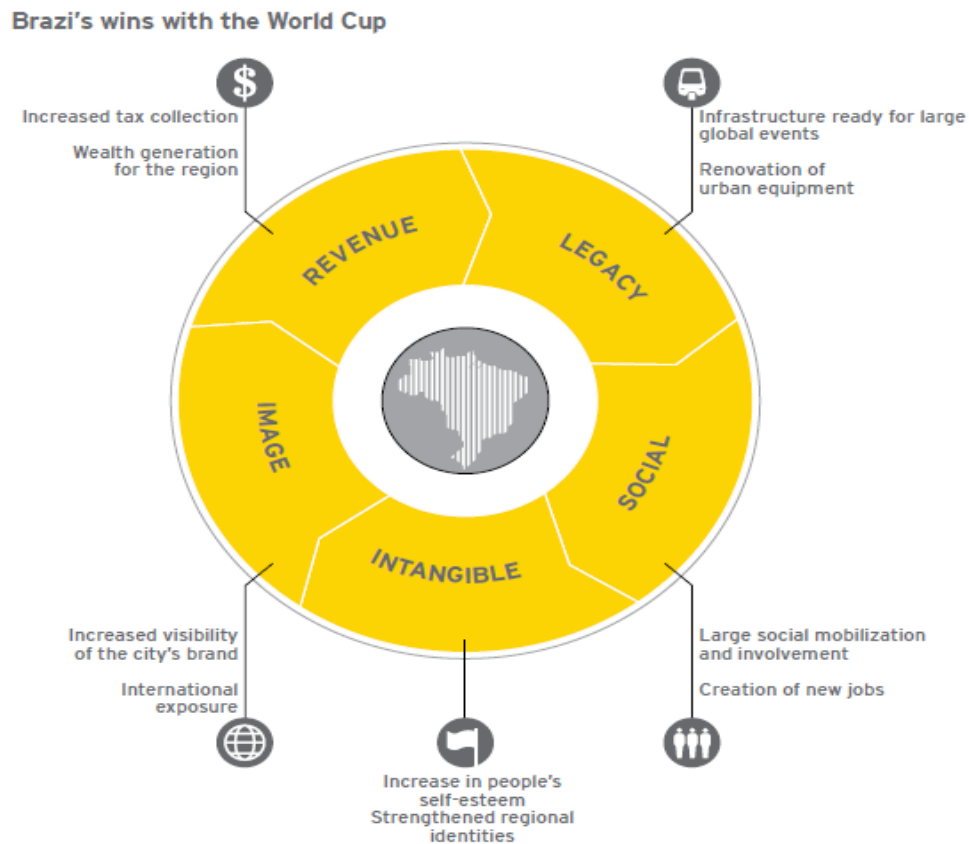 Brazi's wins with the World Cup
$
Increased tax collection
Wealth generation
for the region
Infrastructure ready for large
global events
Renovation of
urban equipment
REVENUE
LEGACY
IMAGE
SOCIAL
INTANGIBLE
Increased visibility
of the city's brand
International
exposure
Large social mobilization
and involvement
Creation of new jobs
Increase in people's
self-esteem
Strengthened regional
identities